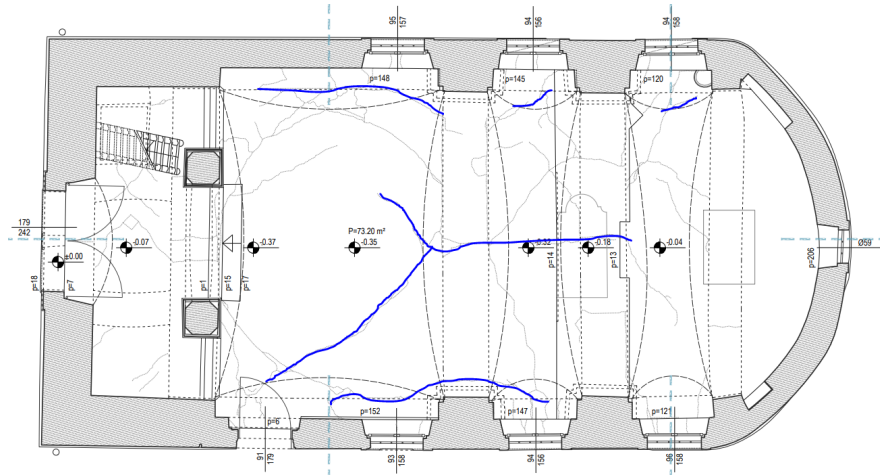 95
157
94
156
94
158
p=148
p=145
p=120
179
242
±0.00
-0.07
-0.37
P=73.20 m²
-0.35
-0.32
-0.18
-0.04
Ø59
p=18
p=7
p=1
p=15
p=17
p=14
p=13
p=206
p=6
p=152
p=147
p=121
91
179
93
158
94
156
96
158